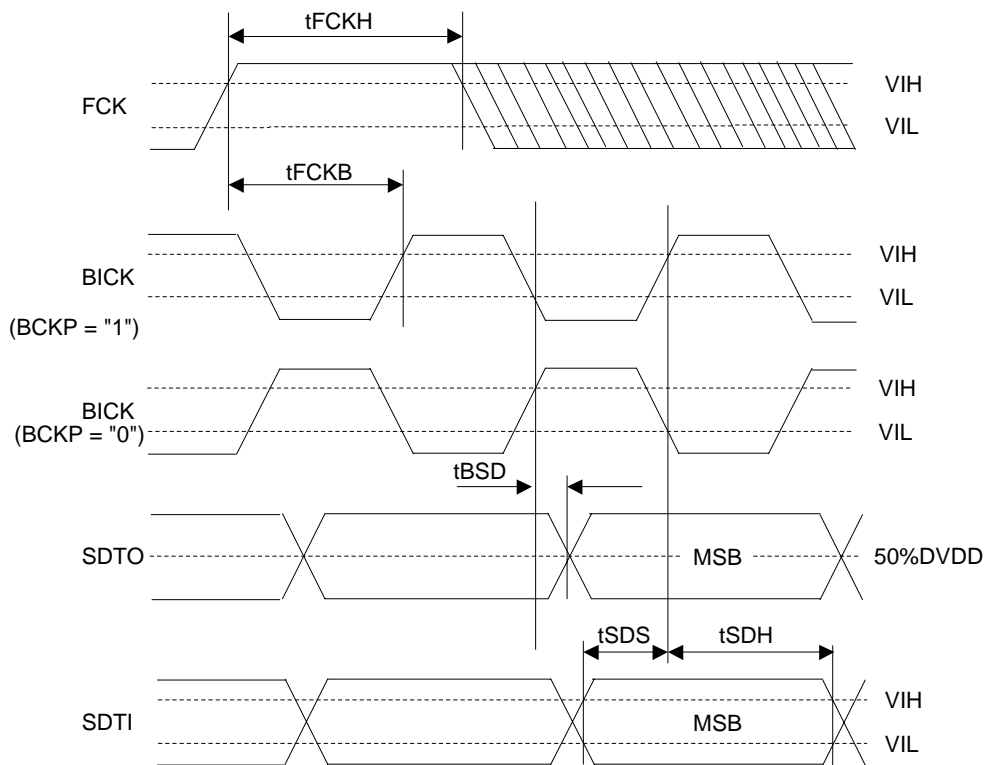 tFCKH
FCK
VIH
VIL
tFCKB
BICK
(BCKP = "1")
VIH
VIL
BICK
(BCKP = "0")
VIH
VIL
tBSD
SDTO
MSB
50%DVDD
tSDS
tSDH
SDTI
MSB
VIH
VIL